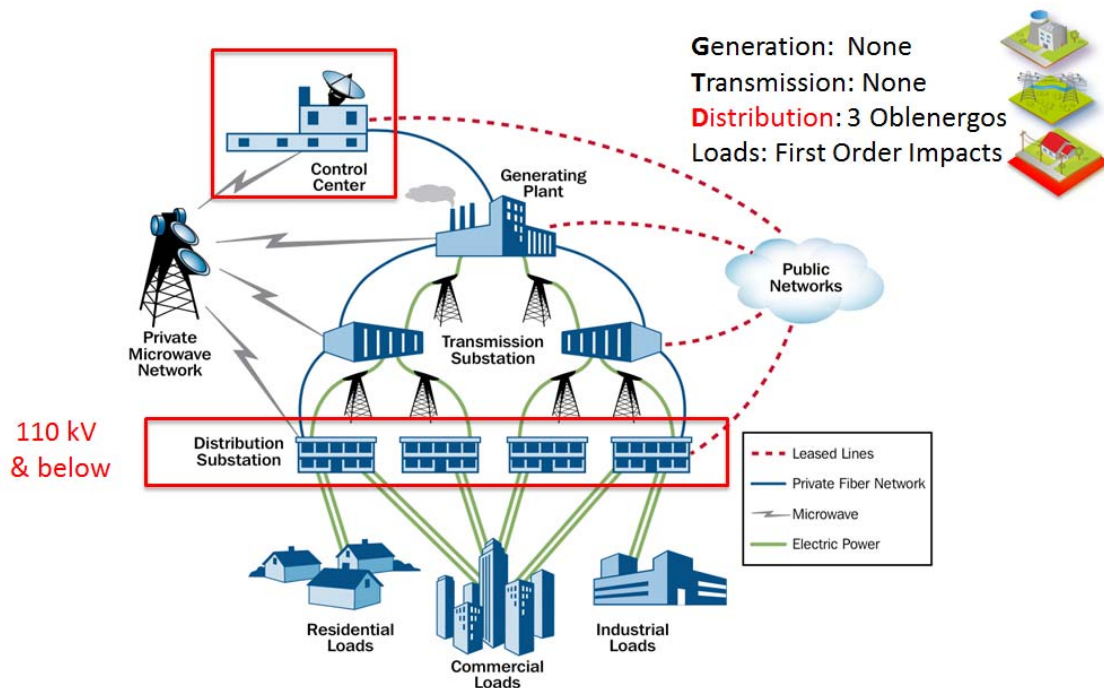 Generation: None
Transmission: None
Distribution: 3 Oblenergos
Loads: First Order Impacts
Control
Center
Generating
Plant
Public
Networks
Private
Microwave
Network
Transmission
Substation
110 kV
& below
Distribution
Substation
Leased Lines
Private Fiber Network
Microwave
Electric Power
Residential
Loads
Commercial
Loads
Industrial
Loads